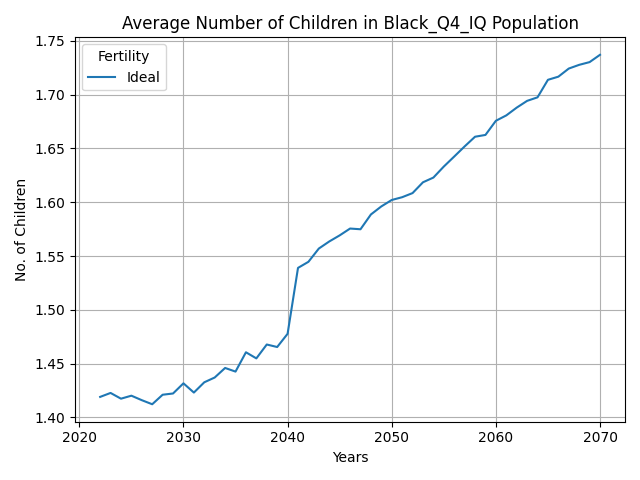 Average Number of Children in Black_Q4_IQ Population
Fertility
Ideal
No. of Children
1.75
1.70
1.65
1.60
1.55
1.50
1.45
1.40
2020 2030 2040 2050 2060 2070
Years